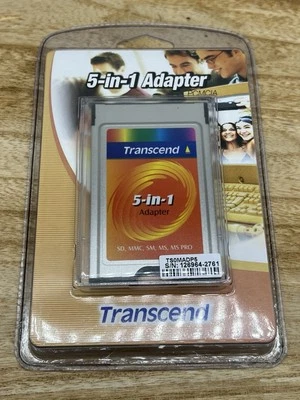 5-in-1 Adapter
PCMCIA
Transcend
5-in-1
Adapter
SD, MMC, SM, MS, MS PRO
TS0MADP5
S/N: 126964-2761
Transcend